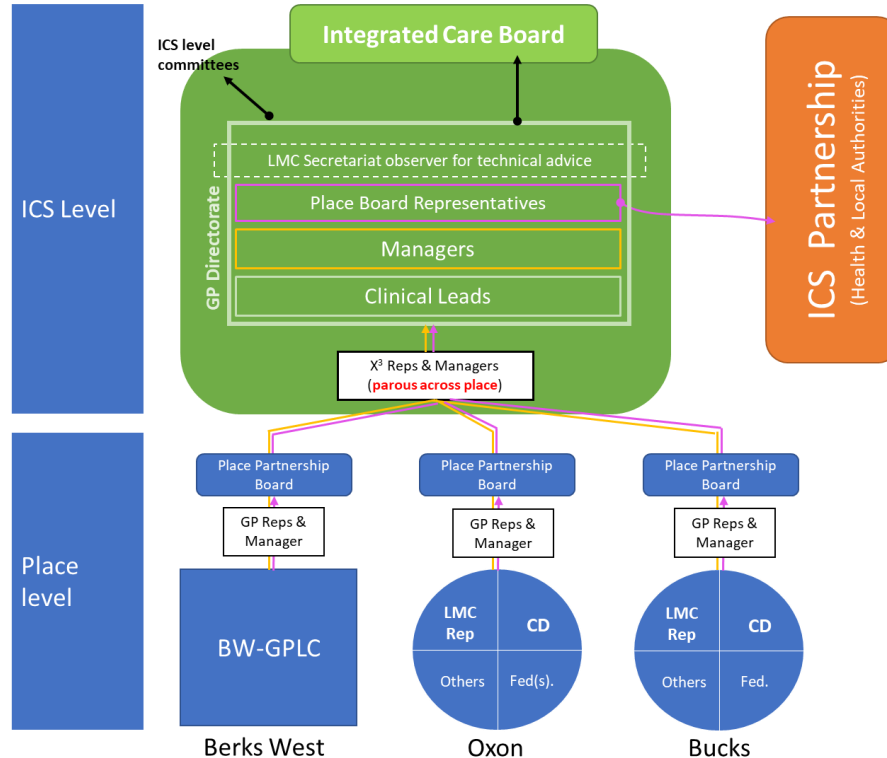 ICS Level
ICS level
committees
Integrated Care Board
LMC Secretariat observer for technical advice
Place Board Representatives
Managers
Clinical Leads
GP Directorate
X³ Reps & Managers
(parous across place)
ICS Partnership
(Health & Local Authorities)
Place
level
Place Partnership
Board
Place Partnership
Board
Place Partnership
Board
GP Reps &
Manager
GP Reps &
Manager
GP Reps &
Manager
BW-GPLC
LMC
Rep
CD
Others
Fed(s).
LMC
Rep
CD
Others
Fed.
Berks West
Oxon
Bucks